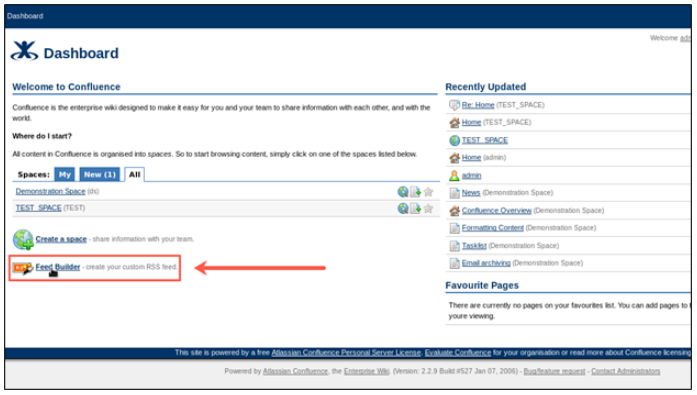 Dashboard
Welcome
Dashboard
Welcome to Confluence
Confluence is the enterprise wiki designed to make it easy for you and your team to share information with each other, and with the
world.
Where do I start?
All content in Confluence is organised into spaces. So to start browsing content, simply click on one of the spaces listed below.
Spaces: My New (1) All
Demonstration Space (ds)
TEST_SPACE (TEST)
Create a space - share information with your team.
Feed Builder - create your custom RSS feed.
Recently Updated
Re: Home (TEST_SPACE)
Home (TEST_SPACE)
TEST_SPACE
Home (admin)
admin
News (Demonstration Space)
Confluence Overview (Demonstration Space)
Formatting Content (Demonstration Space)
Tasklist (Demonstration Space)
Email archiving (Demonstration Space)
Favourite Pages
There are currently no pages on your favourites list. You can add pages to
youre viewing.
This site is powered by a free Atlassian Confluence Personal Server License. Evaluate Confluence for your organisation or read more about Confluence licensing
Powered by Atlassian Confluence, the Enterprise Wiki. (Version: 2.2.9 Build:#527 Jan 07, 2006) - Bug/feature request - Contact Administrators